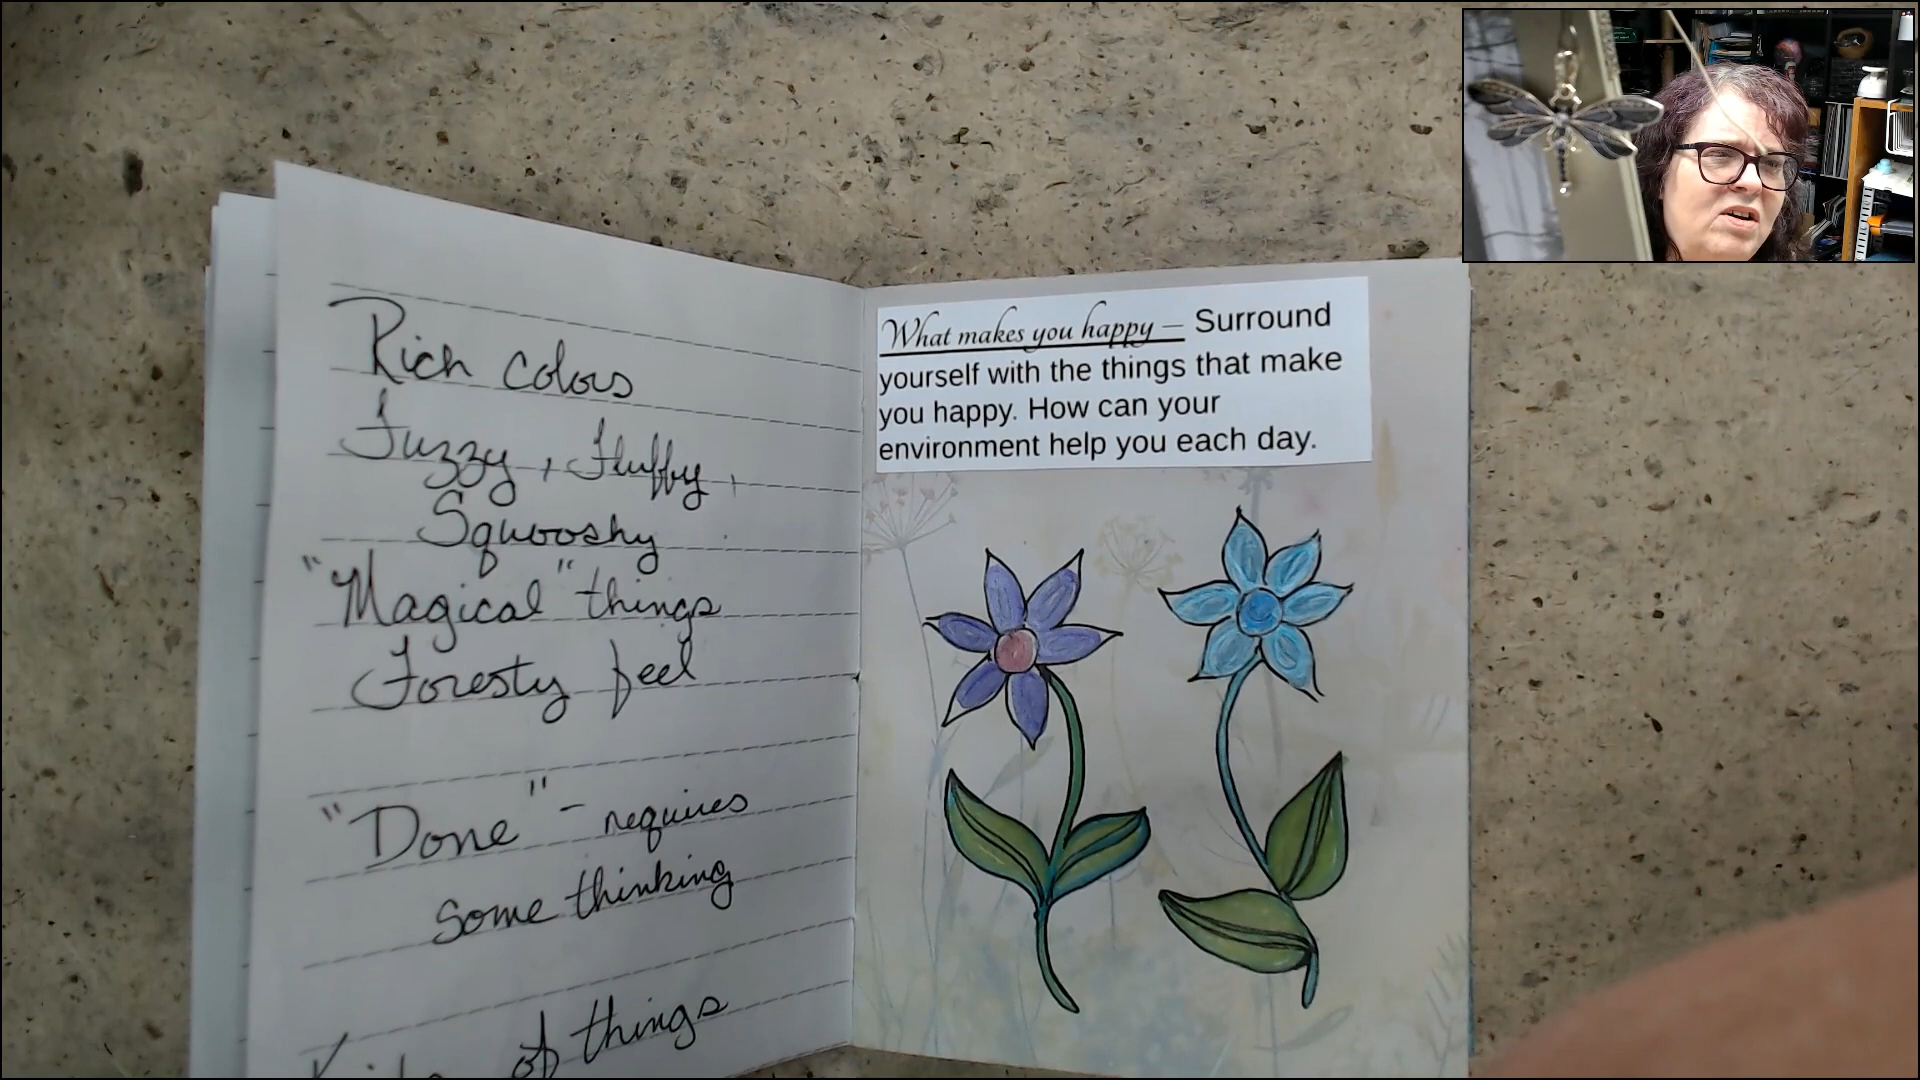 Rich colors
Fuzzy, Fluffy,
Squooshy
"Magical" things
Foresty feel
"Done" - requires
some thinking
of things
What makes you happy – Surround
yourself with the things that make
you happy. How can your
environment help you each day.